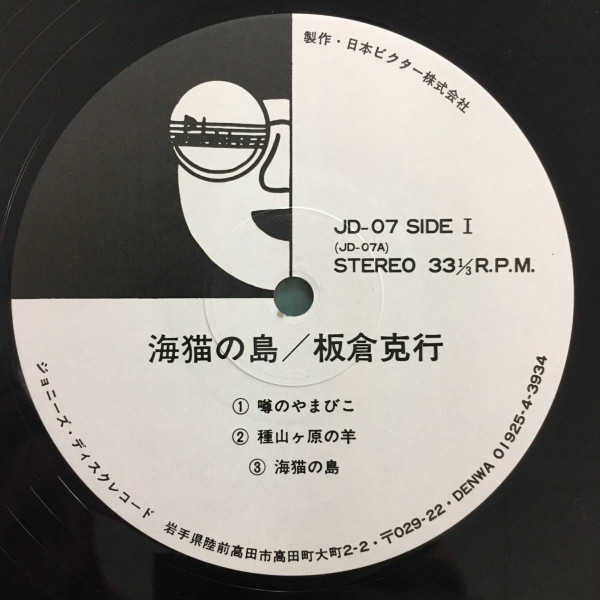 製作・日本ビクター株式会社
JD-07 SIDE I
(JD-07A)
STEREO 33⅓ R.P.M.
海猫の島/板倉克行
① 噂のやまびこ
② 種山ヶ原の羊
③ 海猫の島
ジョニーズ・ディスクレコード 岩手県陸前高田市高田町大町2-2・〒029-22・DENWA 01925-4-3934